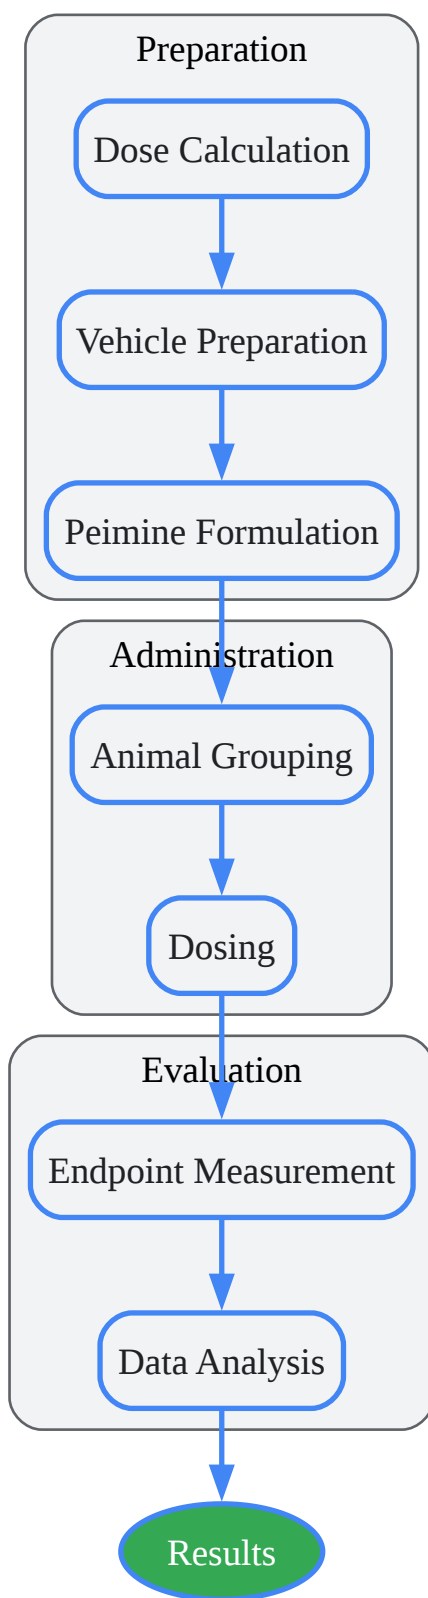 Preparation
Dose Calculation
Vehicle Preparation
Peimine Formulation
Administration
Animal Grouping
Dosing
Evaluation
Endpoint Measurement
Data Analysis
Results